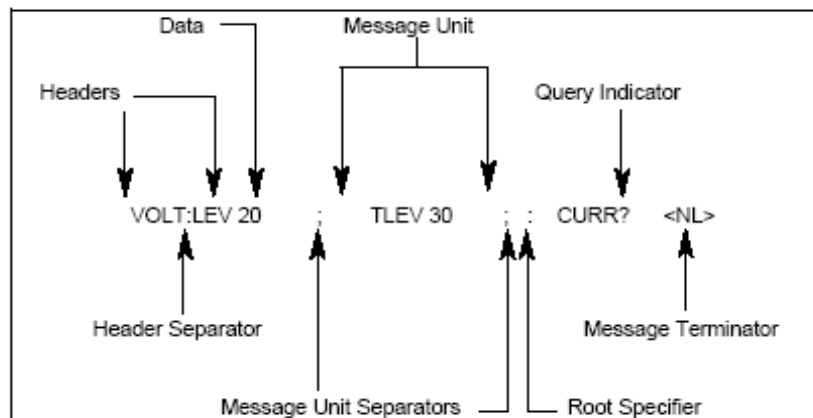 Data Message Unit
Headers Query Indicator
VOLT:LEV 20 ; TLEV 30 ; : CURR? <NL>
Header Separator Message Terminator
Message Unit Separators Root Specifier